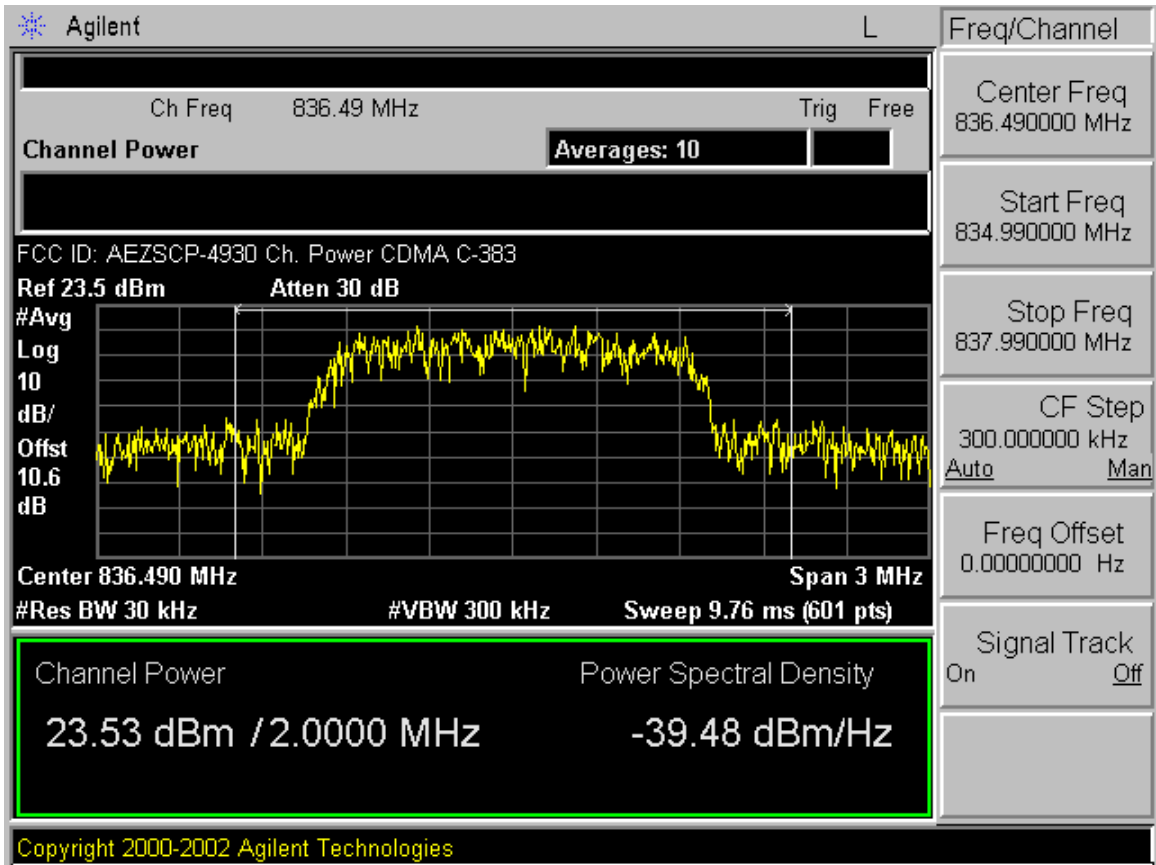 Agilent L Freq/Channel
Ch Freq 836.49 MHz Trig Free
Channel Power Averages: 10
FCC ID: AEZSCP-4930 Ch. Power CDMA C-383
Ref 23.5 dBm Atten 30 dB
#Avg
Log
10
dB/
Offst
10.6
dB
Center 836.490 MHz Span 3 MHz
#Res BW 30 kHz #VBW 300 kHz Sweep 9.76 ms (601 pts)
Channel Power Power Spectral Density
23.53 dBm / 2.0000 MHz -39.48 dBm/Hz
Center Freq
836.490000 MHz
Start Freq
834.990000 MHz
Stop Freq
837.990000 MHz
CF Step
300.000000 kHz
Auto Man
Freq Offset
0.00000000 Hz
Signal Track
On Off
Copyright 2000-2002 Agilent Technologies